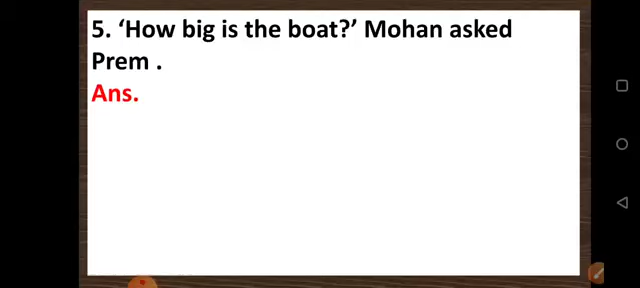 5. ‘How big is the boat?’ Mohan asked
Prem .
Ans.